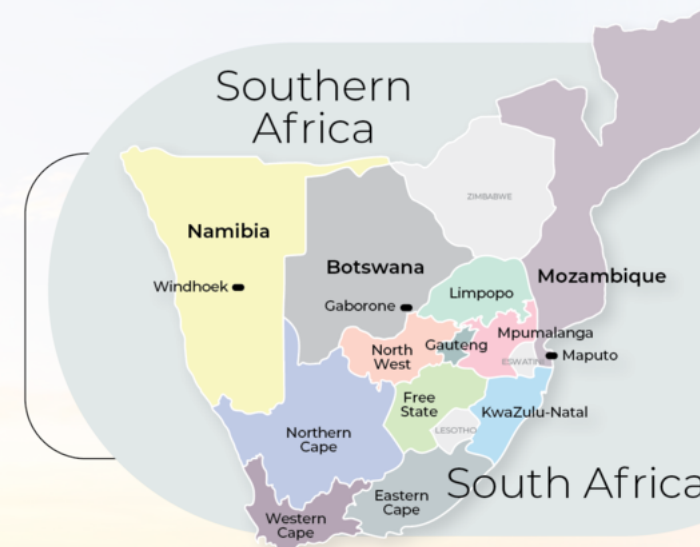 Southern
Africa
ZIMBABWE
Namibia
Botswana
Mozambique
Windhoek
Limpopo
Gaborone
Mpumalanga
Gauteng
North
West
ESWATINI
Maputo
Free
State
KwaZulu-Natal
LESOTHO
Northern
Cape
South Africa
Eastern
Cape
Western
Cape